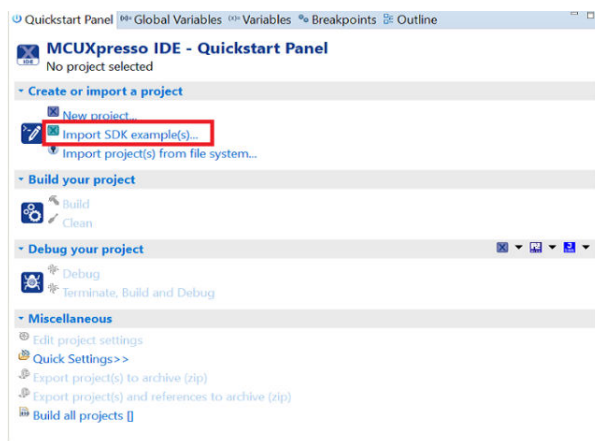 Quickstart Panel Global Variables Variables Breakpoints Outline
MCUXpresso IDE - Quickstart Panel
No project selected
IDE
Create or import a project
New project...
Import SDK example(s)...
Import project(s) from file system...
Build your project
Build
Clean
Debug your project
Debug
Terminate, Build and Debug
Miscellaneous
Edit project settings
Quick Settings>>
Export project(s) to archive (zip)
Export project(s) and references to archive (zip)
Build all projects []